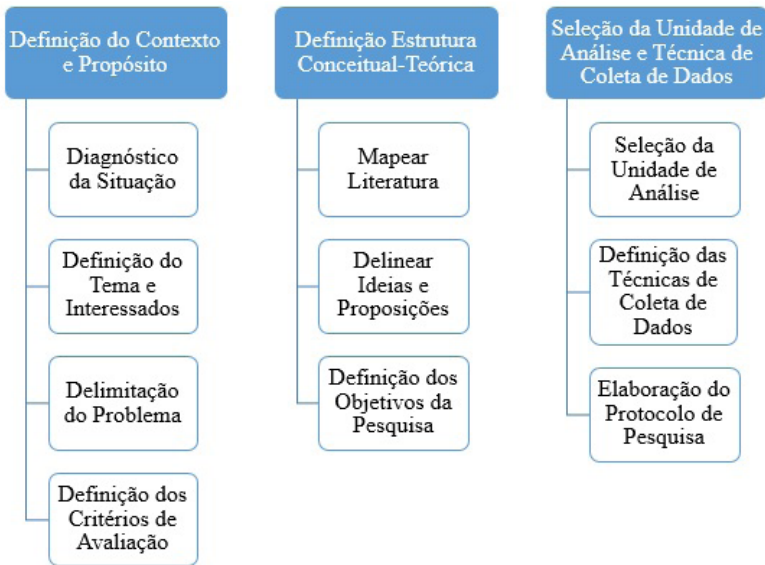 Definição do Contexto
e Propósito
Diagnóstico
da Situação
Definição do
Tema e
Interessados
Delimitação
do Problema
Definição dos
Critérios de
Avaliação
Definição Estrutura
Conceitual-Teórica
Mapear
Literatura
Delinear
Ideias e
Proposições
Definição dos
Objetivos da
Pesquisa
Seleção da Unidade de
Análise e Técnica de
Coleta de Dados
Seleção da
Unidade de
Análise
Definição das
Técnicas de
Coleta de
Dados
Elaboração do
Protocolo de
Pesquisa